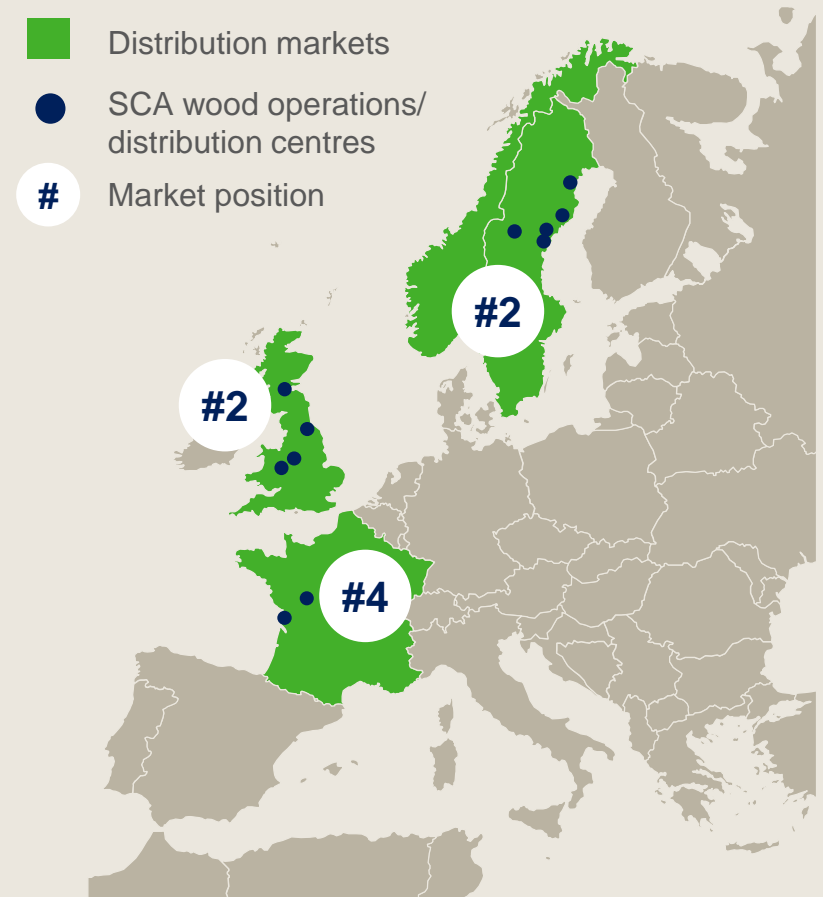 Distribution markets
SCA wood operations/
distribution centres
# Market position
#2
#2
#4